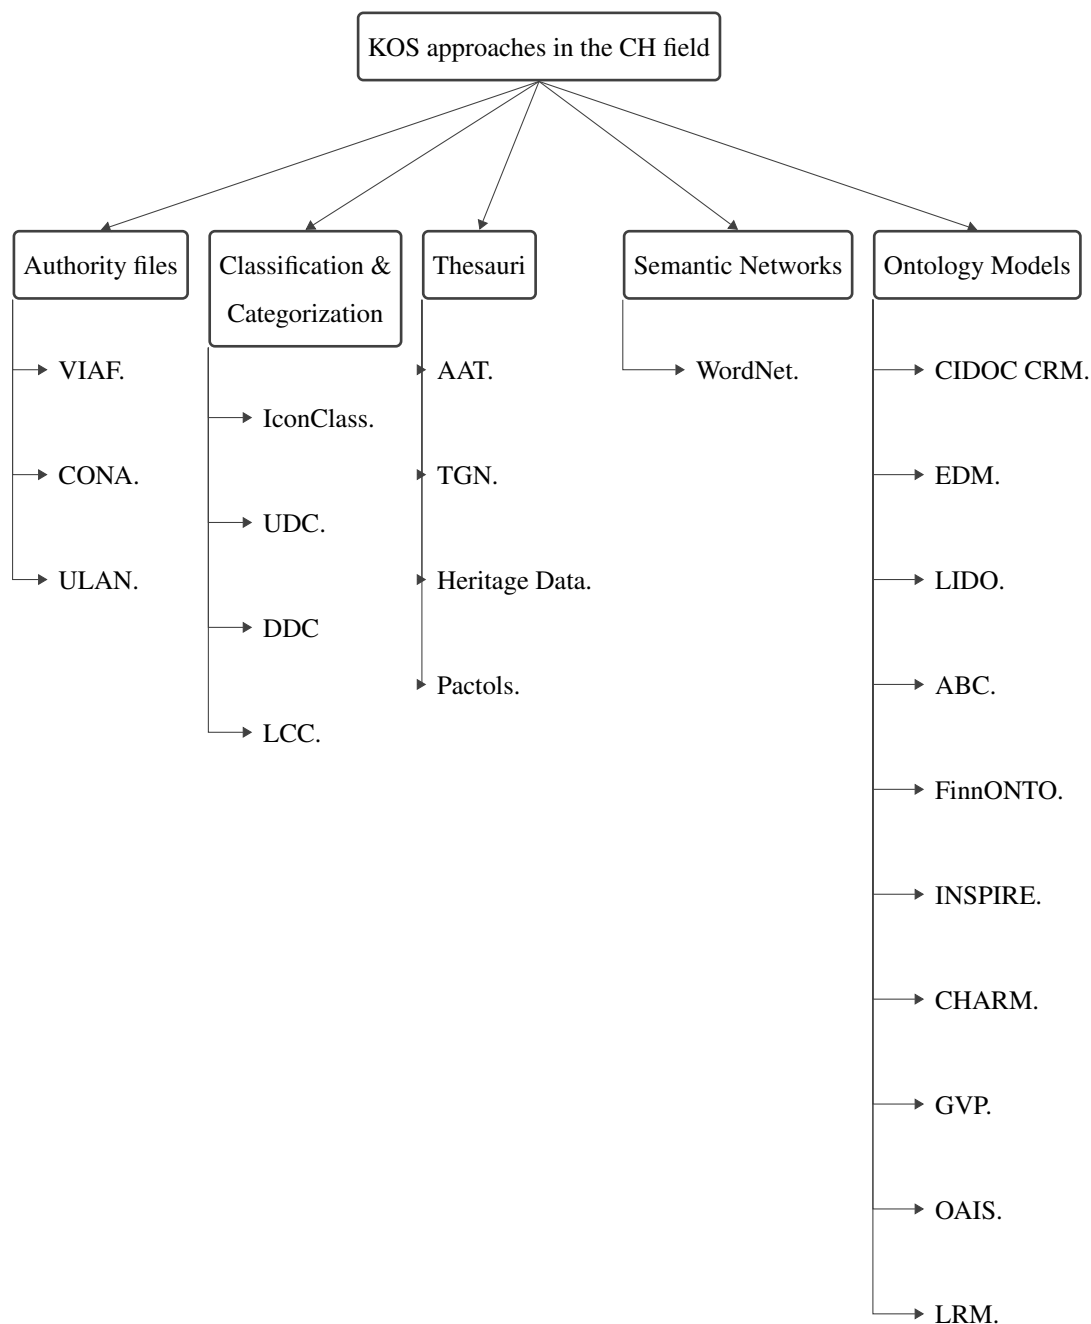 KOS approaches in the CH field
Authority files
VIAF.
CONA.
ULAN.
Classification &
Categorization
IconClass.
UDC.
DDC
LCC.
Thesauri
AAT.
TGN.
Heritage Data.
Pactols.
Semantic Networks
WordNet.
Ontology Models
CIDOC CRM.
EDM.
LIDO.
ABC.
FinnONTO.
INSPIRE.
CHARM.
GVP.
OAIS.
LRM.